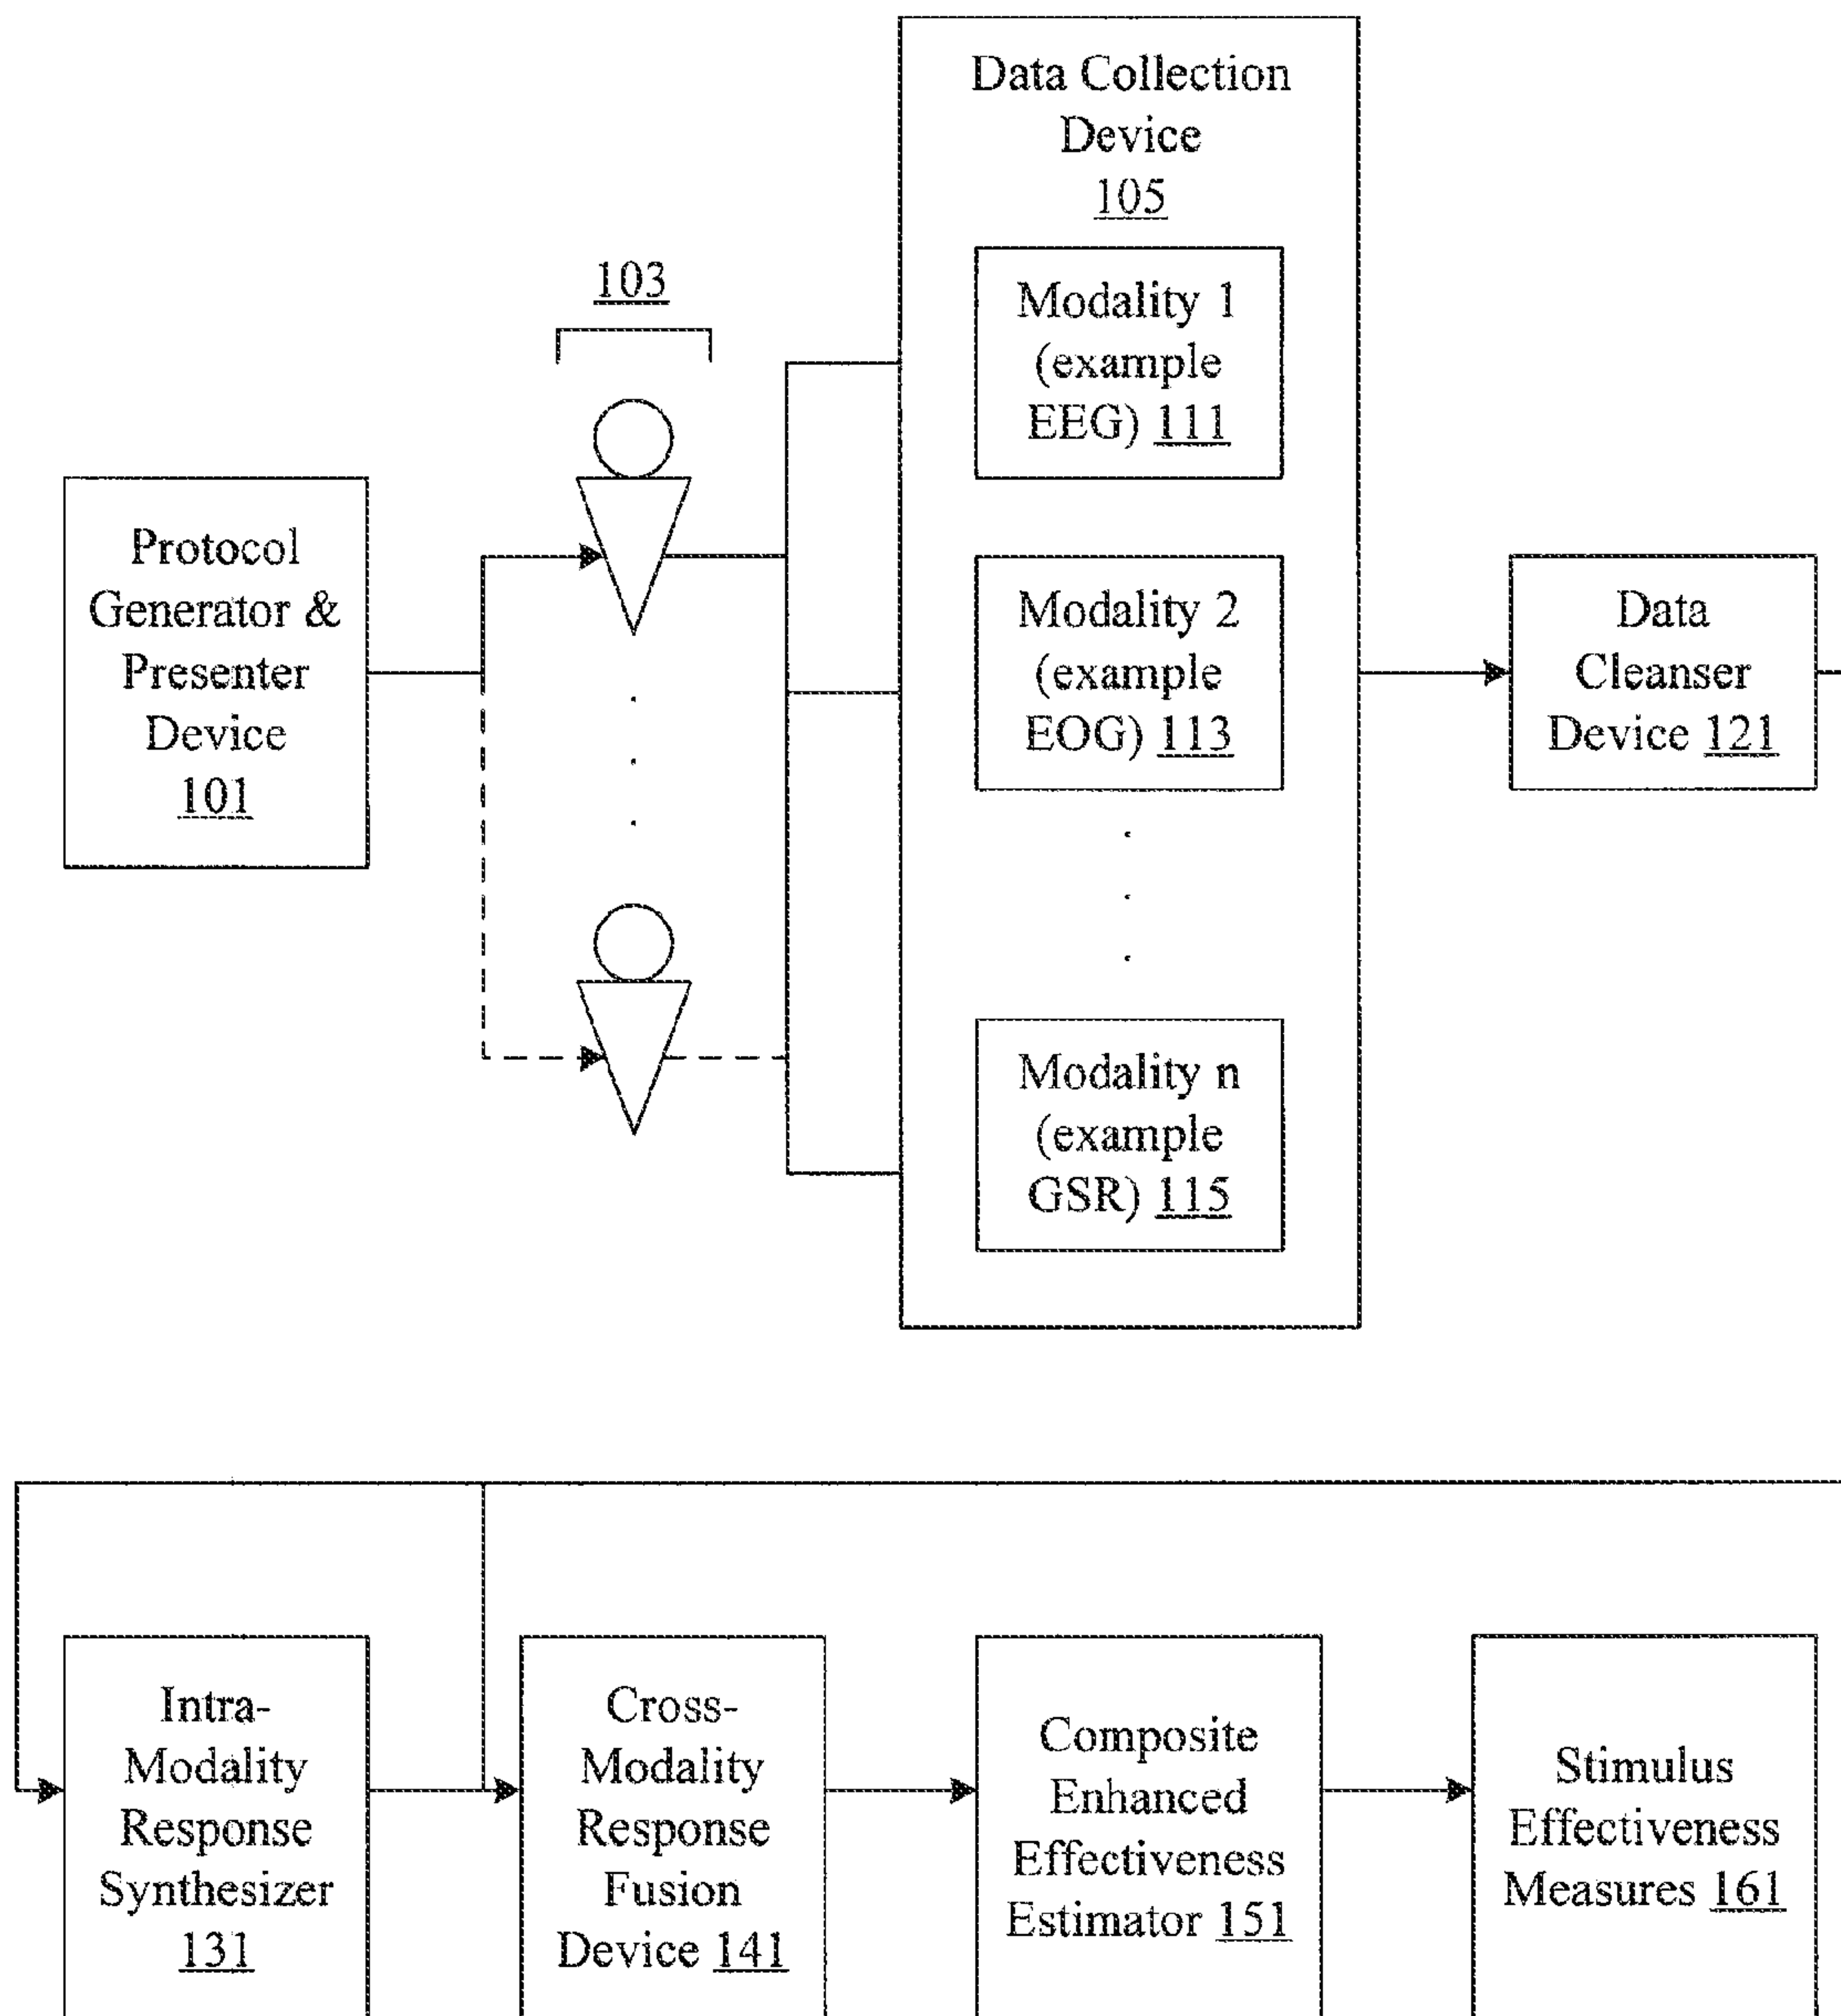 Data Collection
Device
105
103
Modality 1
(example
EEG) 111
Protocol
Generator &
Presenter
Device
101
Modality 2
(example
EOG) 113
Data
Cleanser
Device 121
Modality n
(example
GSR) 115
Intra-
Modality
Response
Synthesizer
131
Cross-
Modality
Response
Fusion
Device 141
Composite
Enhanced
Effectiveness
Estimator 151
Stimulus
Effectiveness
Measures 161